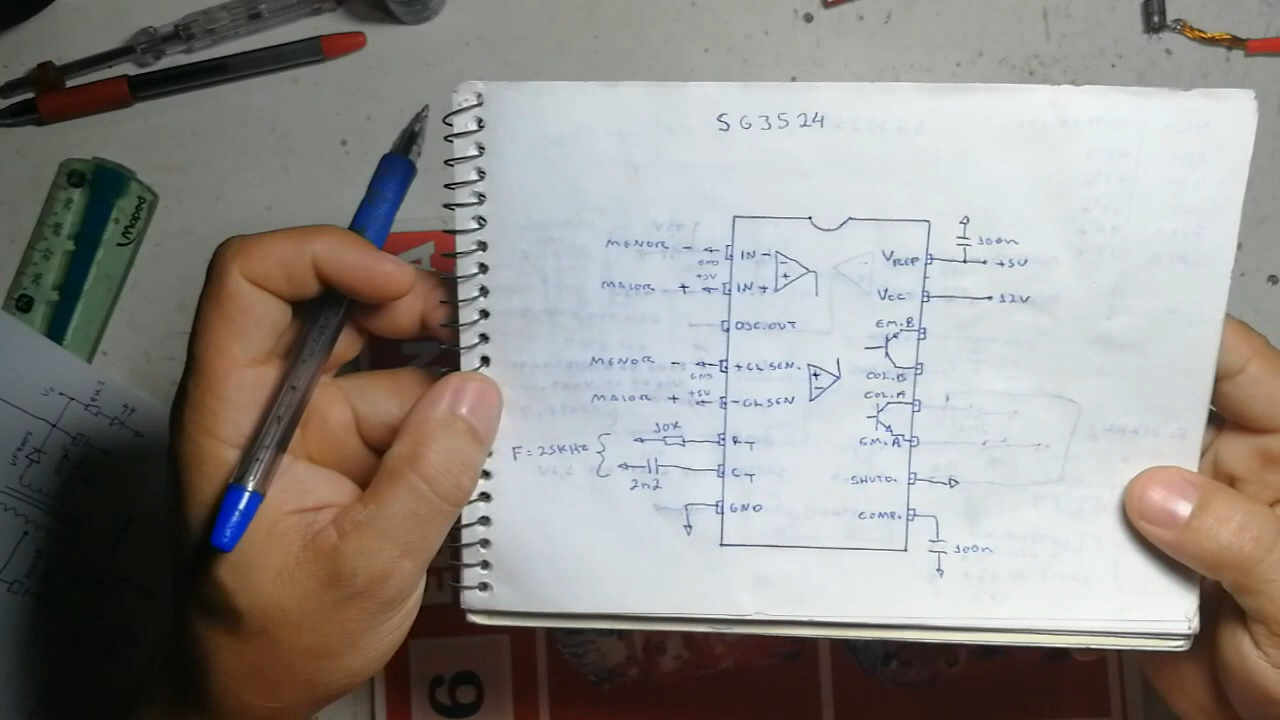 SG3524
MENOR - IN -
GND
+5V
MAIOR + IN +
OSC.OUT
MENOR - +CL SEN.
GND
+5V
MAIOR + -CL SEN
F = 25KHZ
10K RT
2n2 CT
GND
100n
VREF +5V
VCC 12V
EM.B
COL.B
COL.A
EM.A
SHUTD.
COMP.
100n
Maped
9